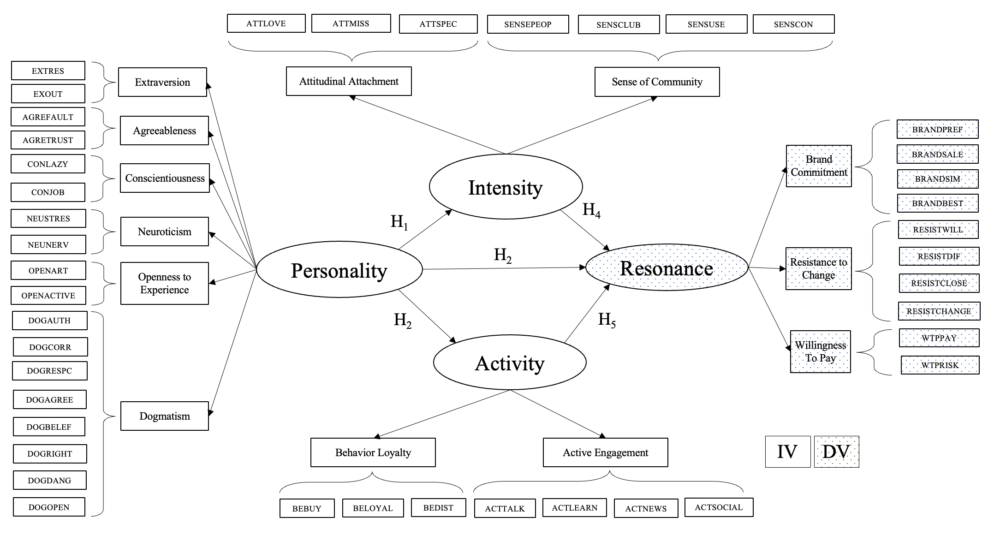 ATTLOVE
ATTMISS
ATTSPEC
SENSEPEOP
SENSCLUB
SENSUSE
SENSCON
Attitudinal Attachment
Sense of Community
EXTRES
EXOUT
Extraversion
AGREFAULT
AGRETRUST
Agreeableness
CONLAZY
CONJOB
Conscientiousness
NEUSTRES
NEUNERV
Neuroticism
OPENART
OPENACTIVE
Openness to
Experience
DOGAUTH
DOGCORR
DOGRESPC
DOGAGREE
DOGBELEF
DOGRIGHT
DOGDANG
DOGOPEN
Dogmatism
Intensity
H1
H4
Personality
H2
Resonance
H2
H5
Activity
Brand
Commitment
BRANDPREF
BRANDSALE
BRANDSIM
BRANDBEST
Resistance to
Change
RESISTWILL
RESISTDIF
RESISTCLOSE
RESISTCHANGE
Willingness
To Pay
WTPPAY
WTPRISK
Behavior Loyalty
Active Engagement
IV
DV
BEBUY
BELOYAL
BEDIST
ACTTALK
ACTLEARN
ACTNEWS
ACTSOCIAL